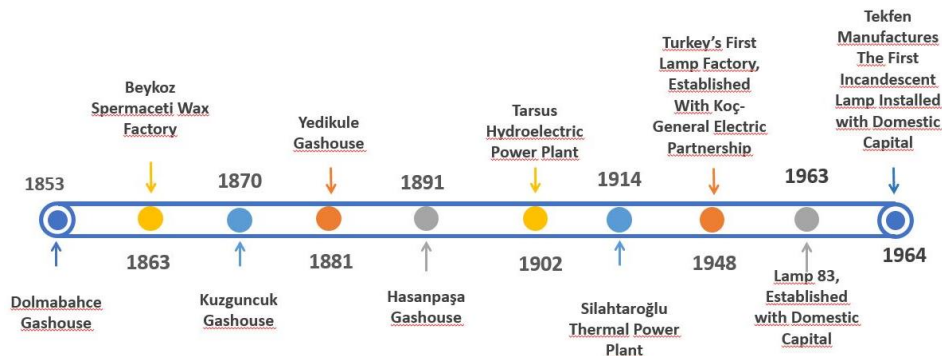 Beykoz
Spermaceti Wax
Factory
Yedikule
Gashouse
Tarsus
Hydroelectric
Power Plant
Turkey’s First
Lamp Factory,
Established
With Koç-
General Electric
Partnership
Tekfen
Manufactures
The First
Incandescent
Lamp Installed
with Domestic
Capital
1853
1870
1891
1914
1963
1863
1881
1902
1948
1964
Dolmabahce
Gashouse
Kuzguncuk
Gashouse
Hasanpaşa
Gashouse
Silahtaroğlu
Thermal Power
Plant
Lamp 83,
Established
with Domestic
Capital